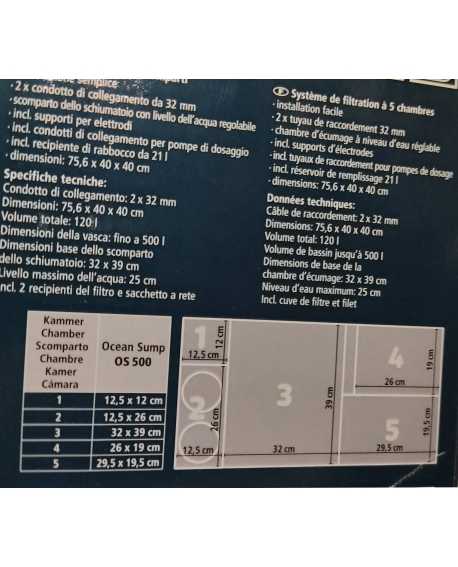 · 2 x condotto di collegamento da 32 mm
· scomparto dello schiumatoio con livello dell'acqua regolabile
· incl. supporti per elettrodi
· incl. condotti di collegamento per pompe di dosaggio
· incl. recipiente di rabbocco da 21 l
· dimensioni: 75,6 x 40 x 40 cm
Specifiche tecniche:
Condotto di collegamento: 2 x 32 mm
Dimensioni: 75,6 x 40 x 40 cm
Volume totale: 120 l
Dimensioni della vasca: fino a 500 l
Dimensioni base dello scomparto
dello schiumatoio: 32 x 39 cm
Livello massimo dell'acqua: 25 cm
Incl. 2 recipienti del filtro e sacchetto a rete
F Système de filtration à 5 chambres
· installation facile
· 2 x tuyau de raccordement 32 mm
· chambre d'écumage à niveau d'eau réglable
· incl. supports d'électrodes
· incl. tuyaux de raccordement pour pompes de dosage
· incl. réservoir de remplissage 21 l
· dimensions: 75,6 x 40 x 40 cm
Données techniques:
Câble de raccordement: 2 x 32 mm
Dimensions: 75,6 x 40 x 40 cm
Volume total: 120 l
Volume de bassin jusqu'à 500 l
Dimensions de base de la
chambre d'écumage: 32 x 39 cm
Niveau d'eau maximum: 25 cm
Incl. cuve de filtre et filet
Kammer
Chamber
Scomparto
Chambre
Kamer
Cámara
Ocean Sump
OS 500
1 12,5 x 12 cm
2 12,5 x 26 cm
3 32 x 39 cm
4 26 x 19 cm
5 29,5 x 19,5 cm
1
12 cm
12,5 cm
2
26 cm
12,5 cm
3
39 cm
32 cm
4
19 cm
26 cm
5
19,5 cm
29,5 cm